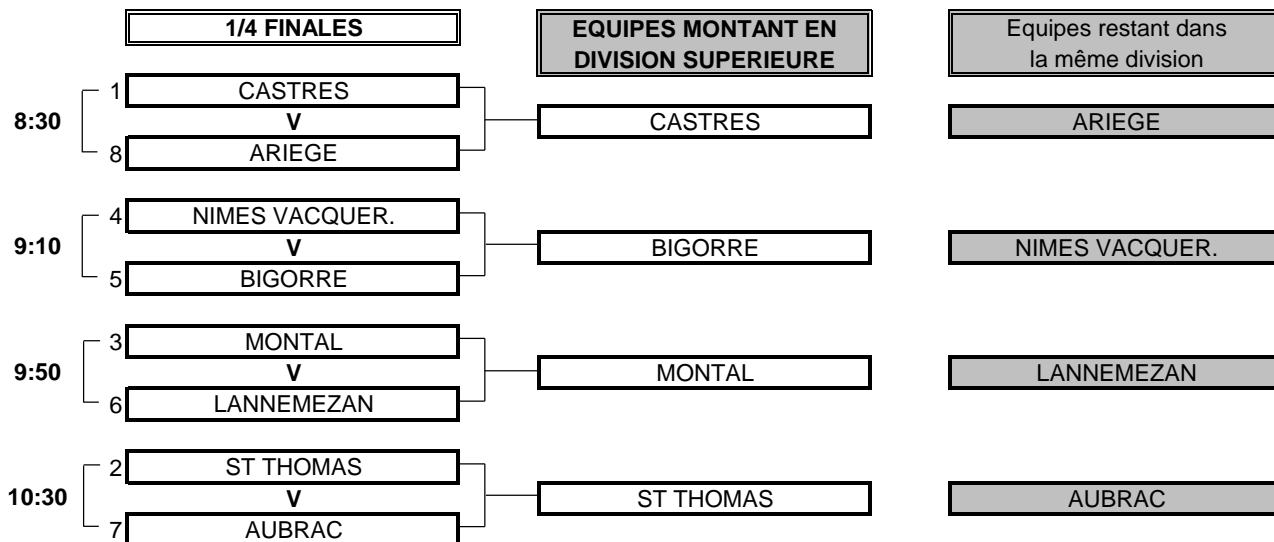 1/4 FINALES
EQUIPES MONTANT EN
DIVISION SUPERIEURE
Equipes restant dans
la même division
1 CASTRES
8:30 V CASTRES ARIEGE
8 ARIEGE
4 NIMES VACQUER.
9:10 V BIGORRE NIMES VACQUER.
5 BIGORRE
3 MONTAL
9:50 V MONTAL LANNEMEZAN
6 LANNEMEZAN
2 ST THOMAS
10:30 V ST THOMAS AUBRAC
7 AUBRAC